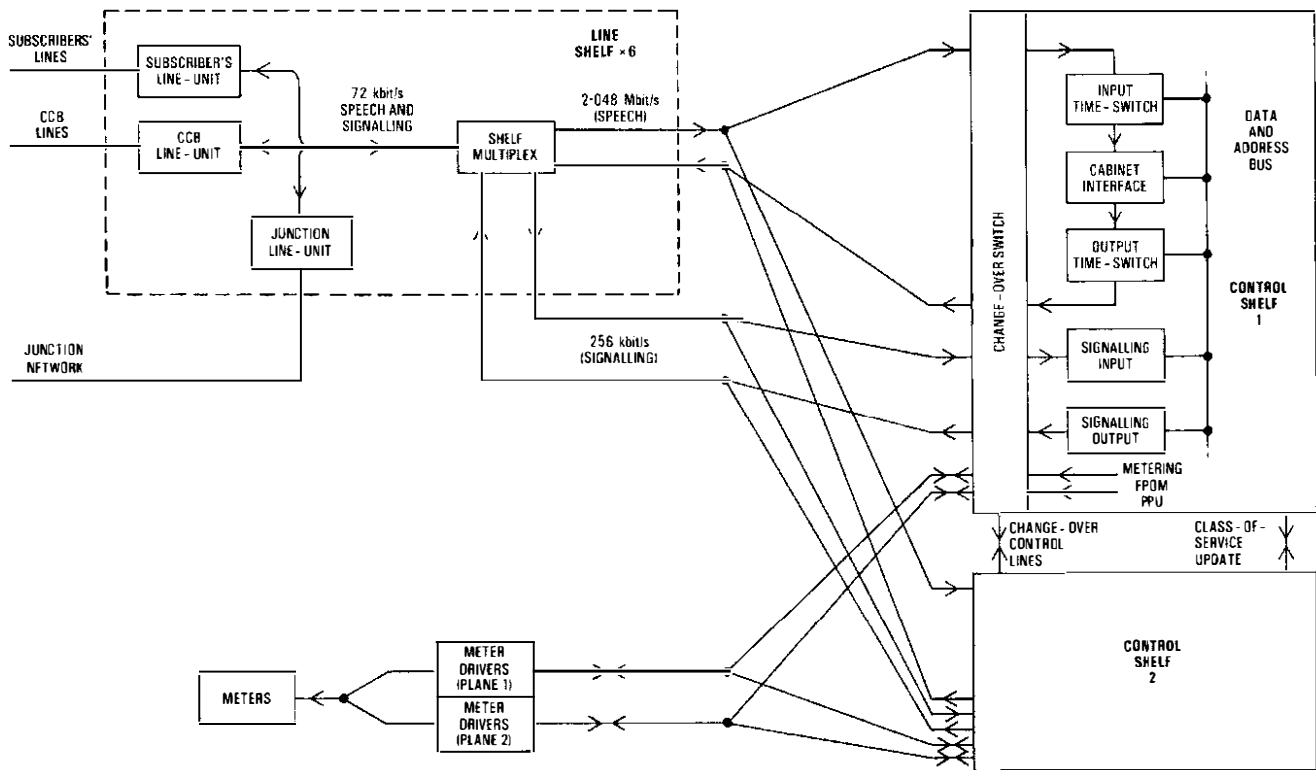 SUBSCRIBERS'
LINES
SUBSCRIBER'S
LINE-UNIT
LINE
SHELF ×6
CCB
LINES
CCB
LINE-UNIT
72 kbit/s
SPEECH AND
SIGNALLING
SHELF
MULTIPLEX
2·048 Mbit/s
(SPEECH)
JUNCTION
LINE-UNIT
JUNCTION
NETWORK
256 kbit/s
(SIGNALLING)
CHANGE-OVER SWITCH
INPUT
TIME-SWITCH
CABINET
INTERFACE
OUTPUT
TIME-SWITCH
SIGNALLING
INPUT
SIGNALLING
OUTPUT
DATA
AND
ADDRESS
BUS
CONTROL
SHELF
1
METERING
FROM
PPU
CHANGE-OVER
CONTROL
LINES
CLASS-OF-
SERVICE
UPDATE
CONTROL
SHELF
2
METERS
METER
DRIVERS
(PLANE 1)
METER
DRIVERS
(PLANE 2)